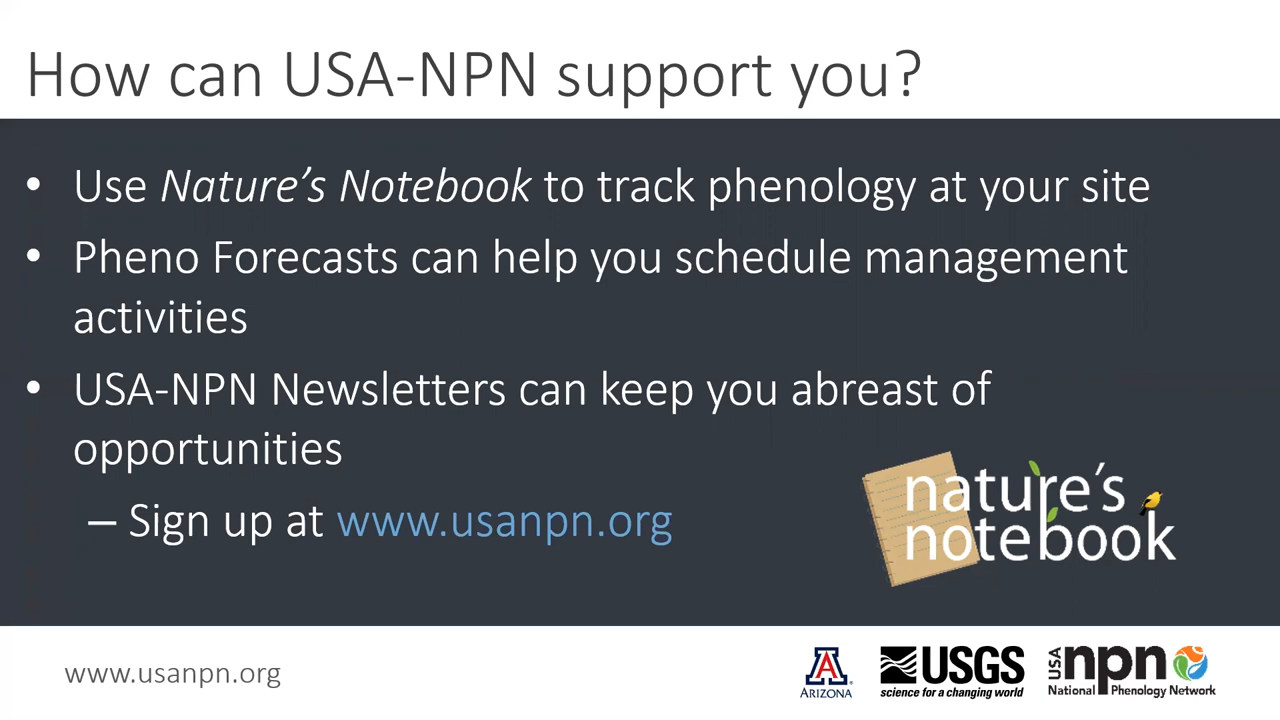 How can USA-NPN support you?
• Use Nature's Notebook to track phenology at your site
• Pheno Forecasts can help you schedule management
activities
• USA-NPN Newsletters can keep you abreast of
opportunities
– Sign up at www.usanpn.org
nature's
notebook
www.usanpn.org
A
ARIZONA
USGS
science for a changing world
USA npn
National Phenology Network